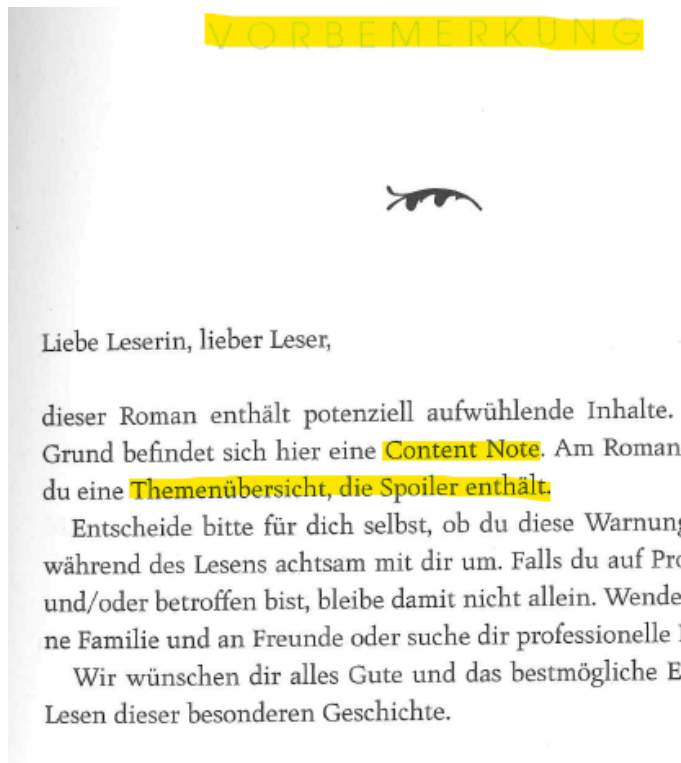 VORBEMERKUNG
Liebe Leserin, lieber Leser,
dieser Roman enthält potenziell aufwühlende Inhalte.
Grund befindet sich hier eine Content Note. Am Roman
du eine Themenübersicht, die Spoiler enthält.
Entscheide bitte für dich selbst, ob du diese Warnung
während des Lesens achtsam mit dir um. Falls du auf Pro
und/oder betroffen bist, bleibe damit nicht allein. Wende
ne Familie und an Freunde oder suche dir professionelle
Wir wünschen dir alles Gute und das bestmögliche E
Lesen dieser besonderen Geschichte.